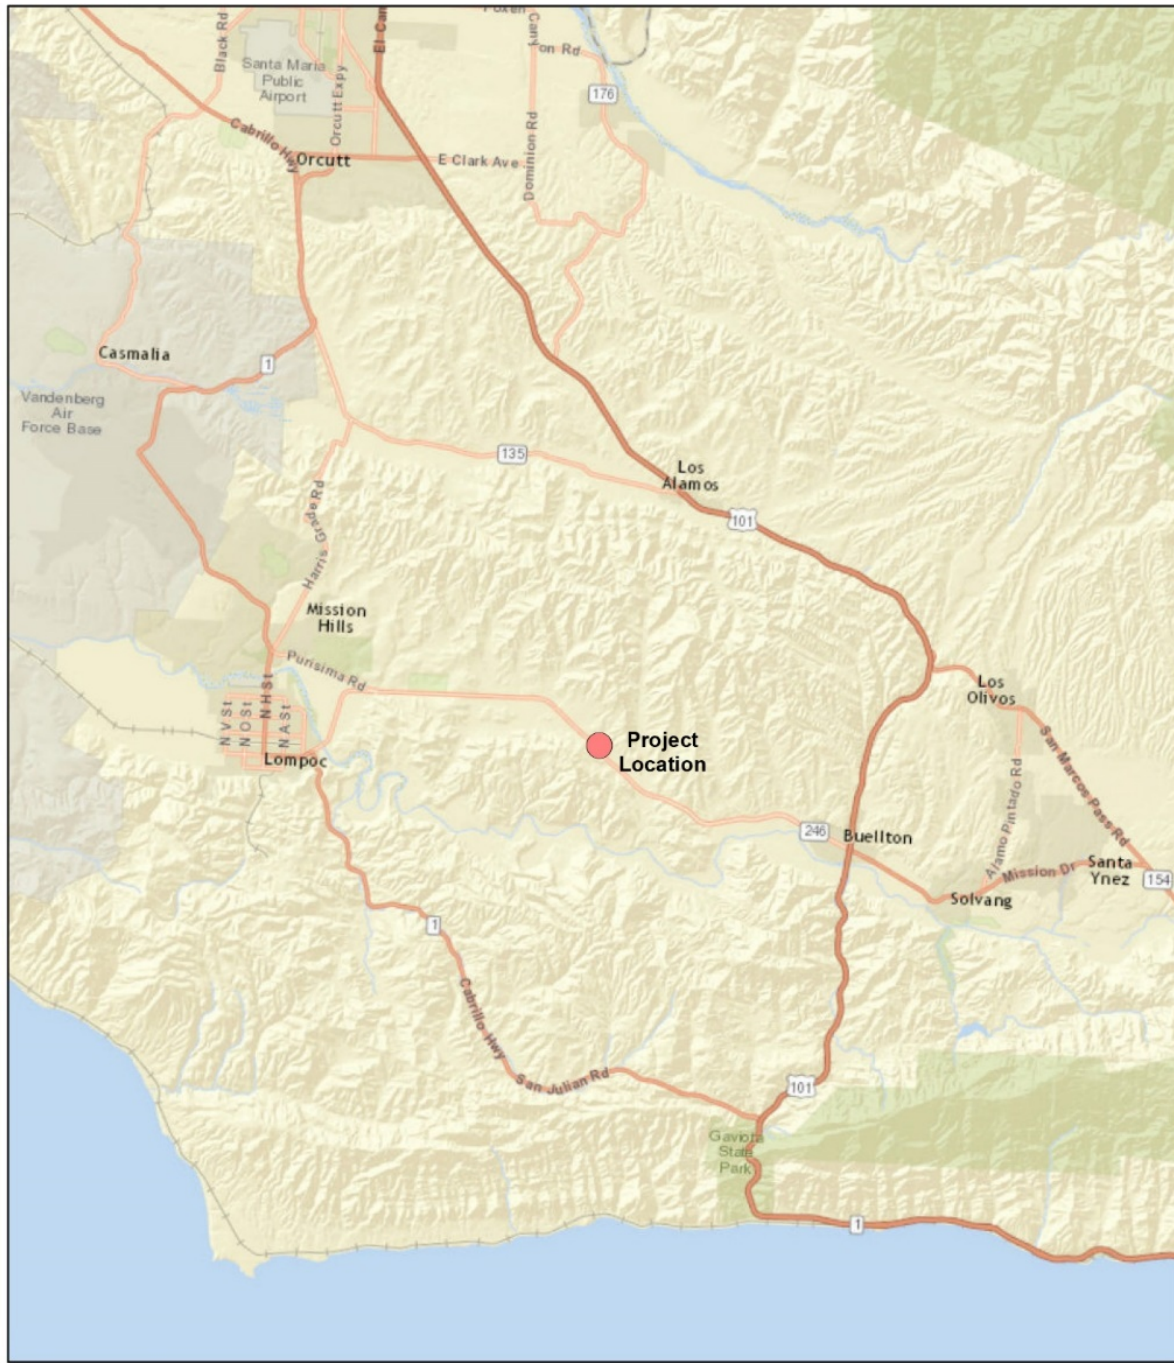 Black Rd
Santa Maria
Public
Airport
Orcutt Expy
El Can
Foxen Canyon Rd
176
Dominion Rd
Cabrillo Hwy
Orcutt
E Clark Ave
Casmalia
1
Vandenberg
Air
Force Base
135
Los
Alamos
101
Harris Grade Rd
Mission
Hills
Purisima Rd
N V St
N O St
N H St
N A St
Lompoc
Project
Location
Los
Olivos
San Marcos Pass Rd
Alamo Pintado Rd
246
Buellton
Mission Dr
Santa
Ynez
154
Solvang
1
Cabrillo Hwy
San Julian Rd
101
Gaviota
State
Park
1